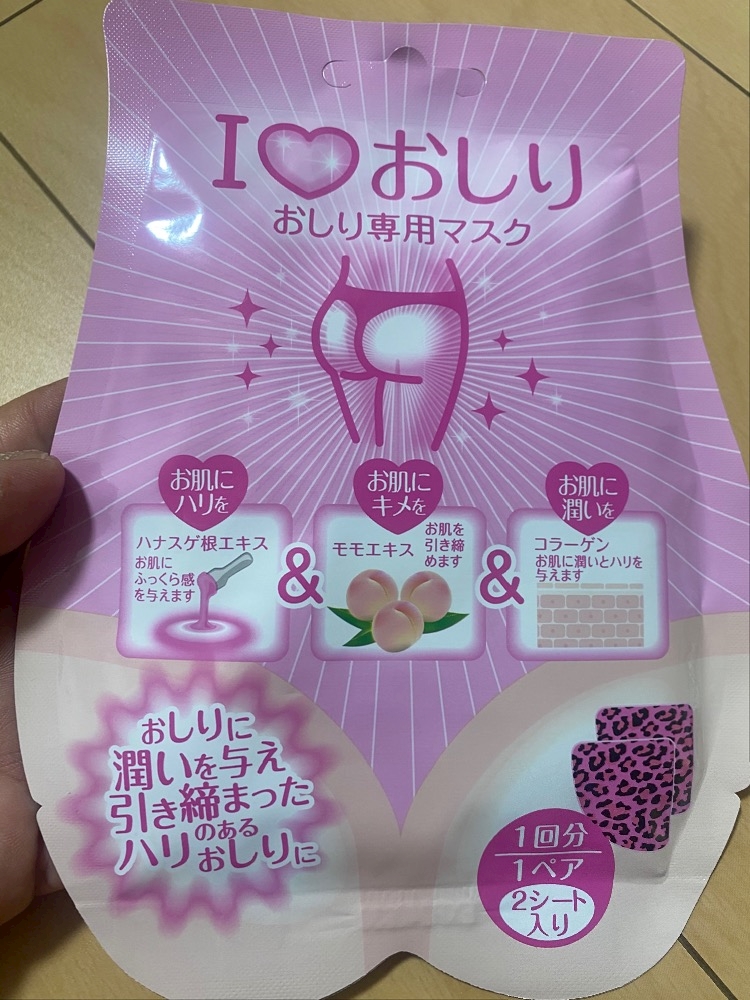 I♡おしり
おしり専用マスク
お肌に
ハリを
ハナスゲ根エキス
お肌に
ふっくら感
を与えます
&
お肌に
キメを
モモエキス
お肌を
引き締
めます
&
お肌に
潤いを
コラーゲン
お肌に潤いとハリを
与えます
おしりに
潤いを与え
引き締まった
ハリのあるおしりに
1回分
1ペア
2シート
入り